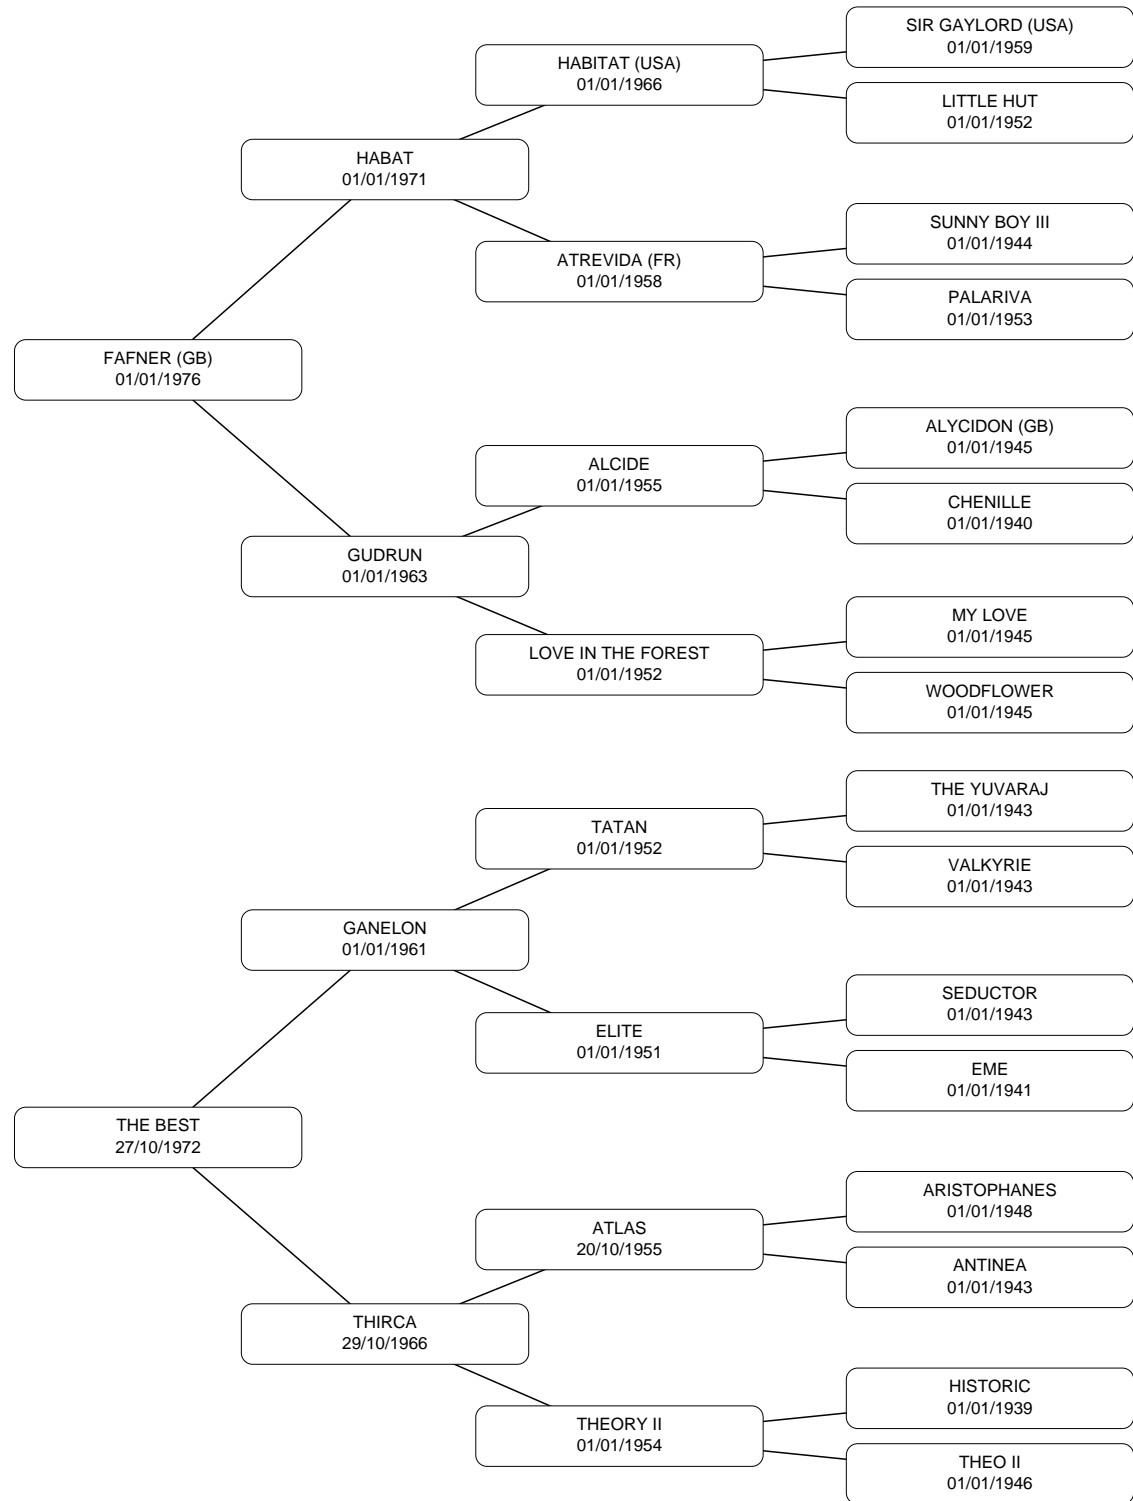 SIR GAYLORD (USA)
01/01/1959
HABITAT (USA)
01/01/1966
LITTLE HUT
01/01/1952
HABAT
01/01/1971
SUNNY BOY III
01/01/1944
ATREVIDA (FR)
01/01/1958
PALARIVA
01/01/1953
FAFNER (GB)
01/01/1976
ALYCIDON (GB)
01/01/1945
ALCIDE
01/01/1955
CHENILLE
01/01/1940
GUDRUN
01/01/1963
MY LOVE
01/01/1945
LOVE IN THE FOREST
01/01/1952
WOODFLOWER
01/01/1945
THE YUVARAJ
01/01/1943
TATAN
01/01/1952
VALKYRIE
01/01/1943
GANELON
01/01/1961
SEDUCTOR
01/01/1943
ELITE
01/01/1951
EME
01/01/1941
THE BEST
27/10/1972
ARISTOPHANES
01/01/1948
ATLAS
20/10/1955
ANTINEA
01/01/1943
THIRCA
29/10/1966
HISTORIC
01/01/1939
THEORY II
01/01/1954
THEO II
01/01/1946